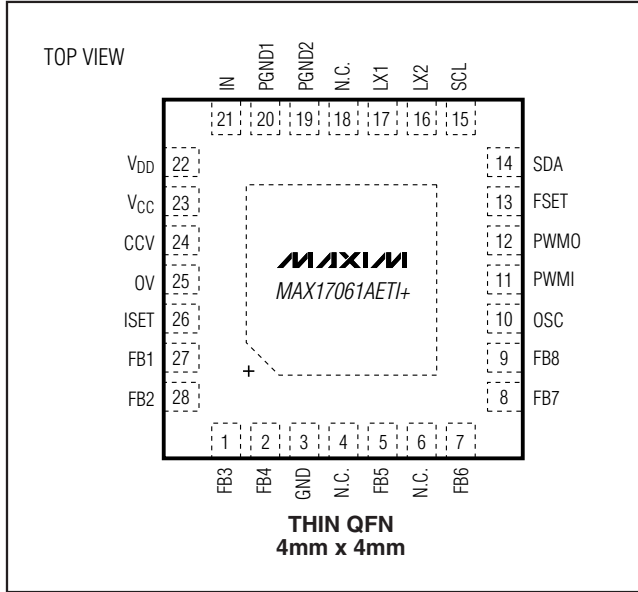 TOP VIEW
IN
PGND1
PGND2
N.C.
LX1
LX2
SCL
21 20 19 18 17 16 15
VDD 22
VCC 23
CCV 24
OV 25
ISET 26
FB1 27
FB2 28
14 SDA
13 FSET
12 PWMO
11 PWMI
10 OSC
9 FB8
8 FB7
MAXIM
MAX17061AETI+
+
1 2 3 4 5 6 7
FB3
FB4
GND
N.C.
FB5
N.C.
FB6
THIN QFN
4mm x 4mm